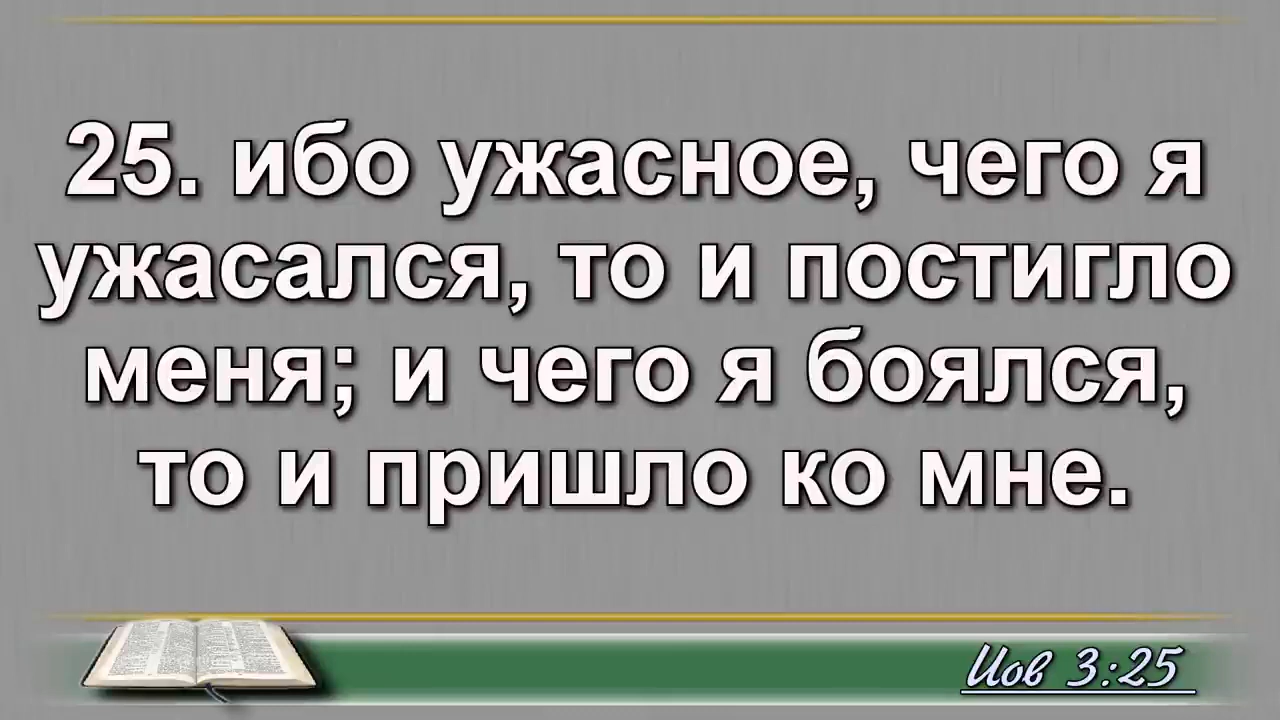 25. ибо ужасное, чего я
ужасался, то и постигло
меня; и чего я боялся,
то и пришло ко мне.
Иов 3:25